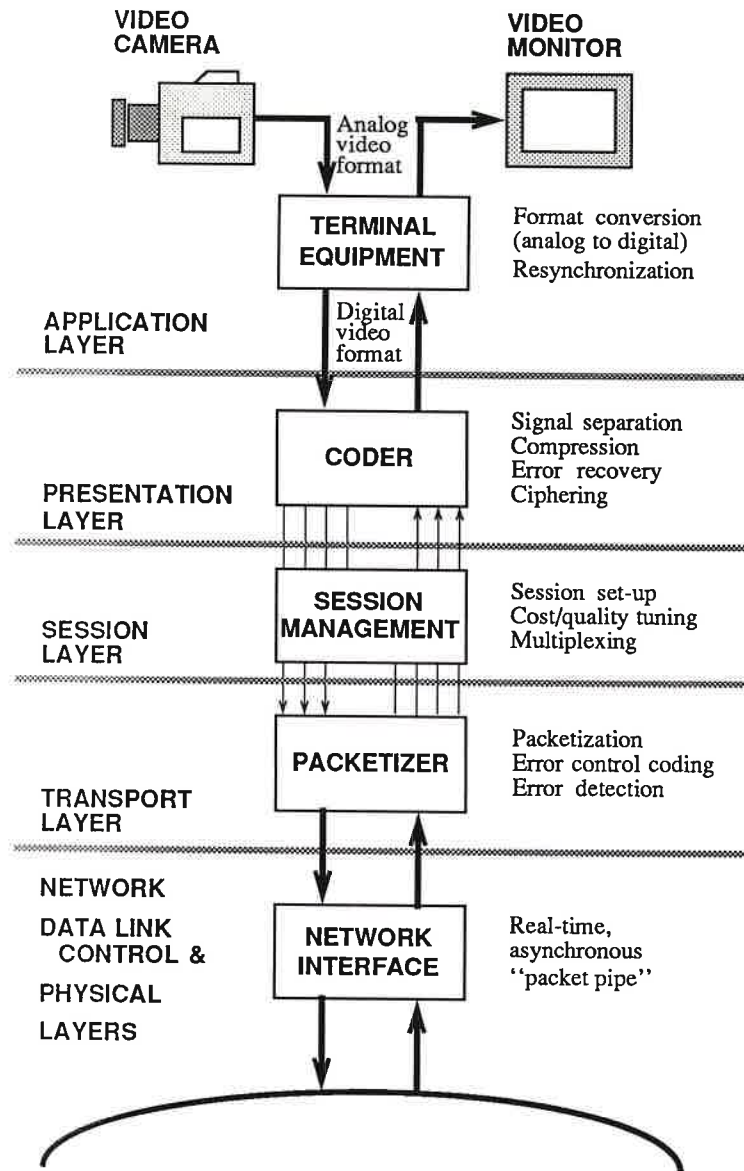 VIDEO
CAMERA
VIDEO
MONITOR
Analog
video
format
TERMINAL
EQUIPMENT
Format conversion
(analog to digital)
Resynchronization
Digital
video
format
APPLICATION
LAYER
CODER
Signal separation
Compression
Error recovery
Ciphering
PRESENTATION
LAYER
SESSION
MANAGEMENT
Session set-up
Cost/quality tuning
Multiplexing
SESSION
LAYER
PACKETIZER
Packetization
Error control coding
Error detection
TRANSPORT
LAYER
NETWORK
DATA LINK
CONTROL &
PHYSICAL
LAYERS
NETWORK
INTERFACE
Real-time,
asynchronous
‘‘packet pipe’’